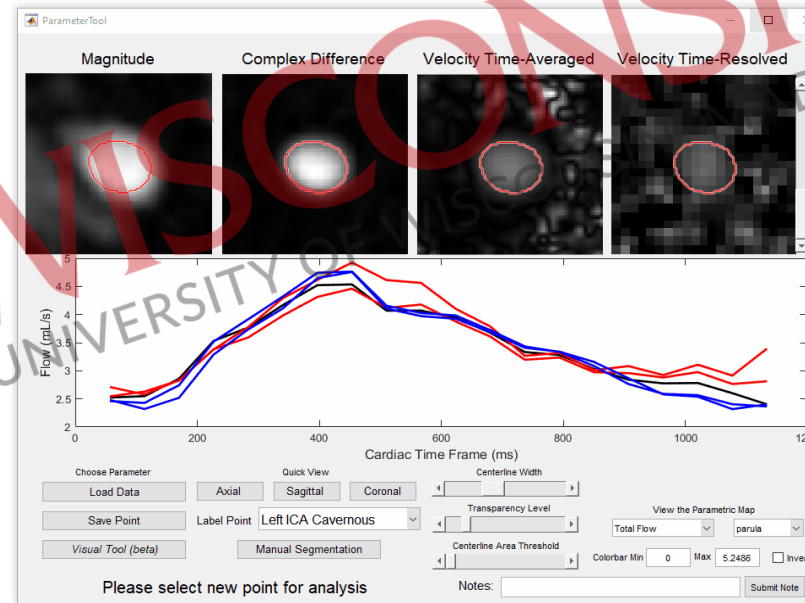 ParameterTool
Magnitude Complex Difference Velocity Time-Averaged Velocity Time-Resolved
WISCONSIN
UNIVERSITY OF WISCONSIN
5
4.5
4
3.5
3
2.5
2
Flow (mL/s)
0 200 400 600 800 1000
Cardiac Time Frame (ms)
Choose Parameter Quick View Centerline Width
Load Data Axial Sagittal Coronal
Transparency Level View the Parametric Map
Save Point Label Point Left ICA Cavernous Total Flow parula
Visual Tool (beta) Manual Segmentation Centerline Area Threshold Colorbar Min 0 Max 5.2486 Inver
Please select new point for analysis Notes: Submit Note